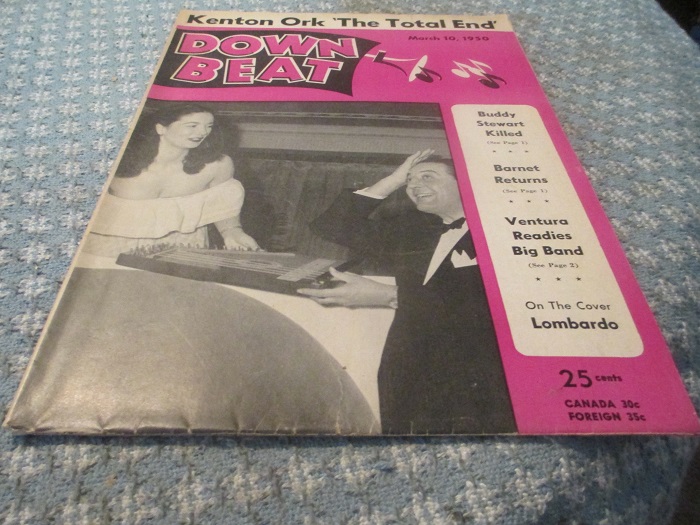 Kenton Ork 'The Total End'
DOWN
BEAT
March 10, 1950
Buddy
Stewart
Killed
(See Page 1)
* * *
Barnet
Returns
(See Page 1)
* * *
Ventura
Readies
Big Band
(See Page 2)
* * *
On The Cover
Lombardo
25 cents
CANADA 30c
FOREIGN 35c